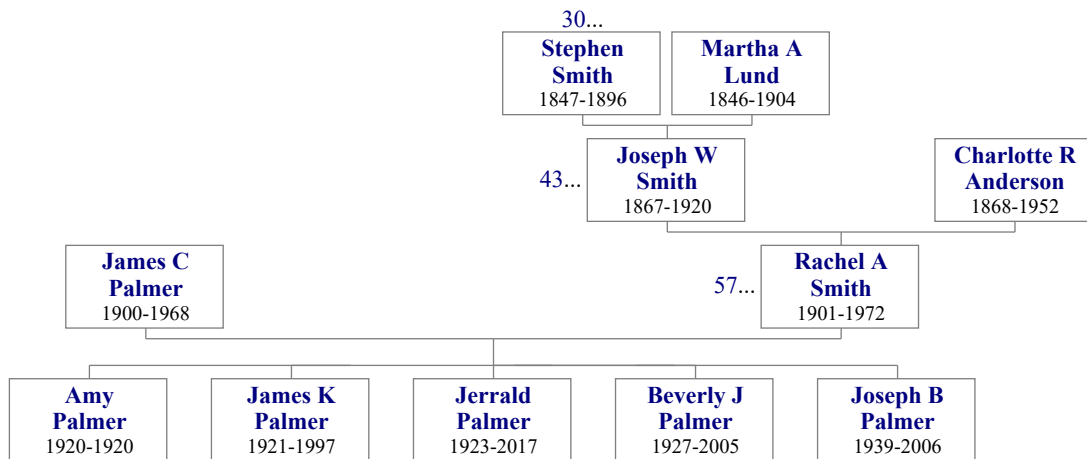 30...
Stephen
Smith
1847-1896
Martha A
Lund
1846-1904
43...
Joseph W
Smith
1867-1920
Charlotte R
Anderson
1868-1952
James C
Palmer
1900-1968
57...
Rachel A
Smith
1901-1972
Amy
Palmer
1920-1920
James K
Palmer
1921-1997
Jerrald
Palmer
1923-2017
Beverly J
Palmer
1927-2005
Joseph B
Palmer
1939-2006